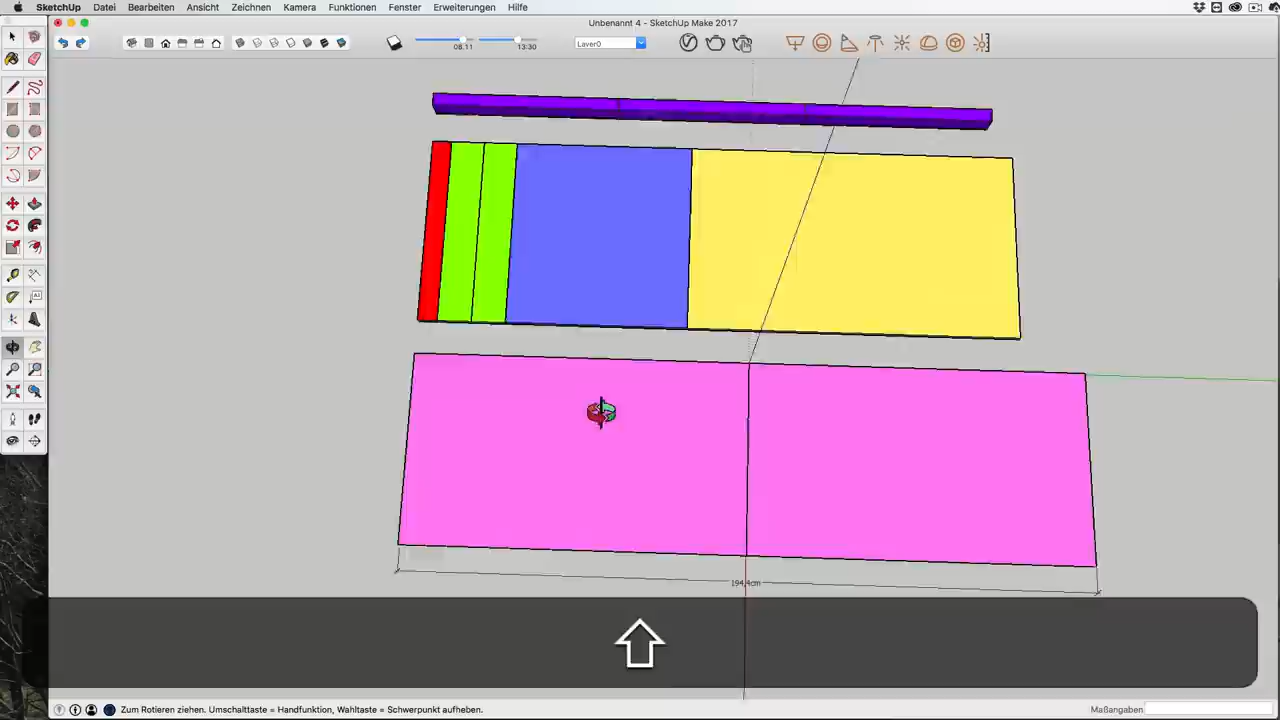 SketchUp Datei Bearbeiten Ansicht Zeichnen Kamera Funktionen Fenster Erweiterungen Hilfe
Unbenannt 4 - SketchUp Make 2017
08.11 13:30 Layer0
194,4cm
Zum Rotieren ziehen. Umschalttaste = Handfunktion, Wahltaste = Schwerpunkt aufheben. Maßangaben